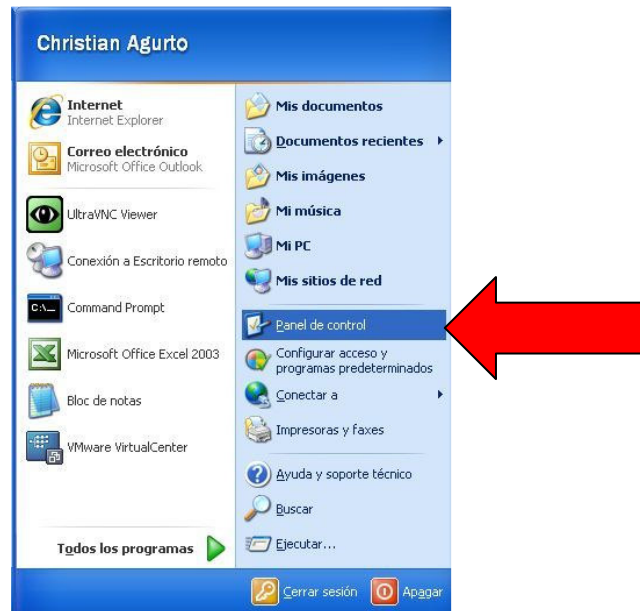 Christian Agurto
Internet
Internet Explorer
Correo electrónico
Microsoft Office Outlook
UltraVNC Viewer
Conexión a Escritorio remoto
C:\_
Command Prompt
Microsoft Office Excel 2003
Bloc de notas
VMware VirtualCenter
Todos los programas
Mis documentos
Documentos recientes
Mis imágenes
Mi música
Mi PC
Mis sitios de red
Panel de control
Configurar acceso y
programas predeterminados
Conectar a
Impresoras y faxes
Ayuda y soporte técnico
Buscar
Ejecutar...
Cerrar sesión
Apagar